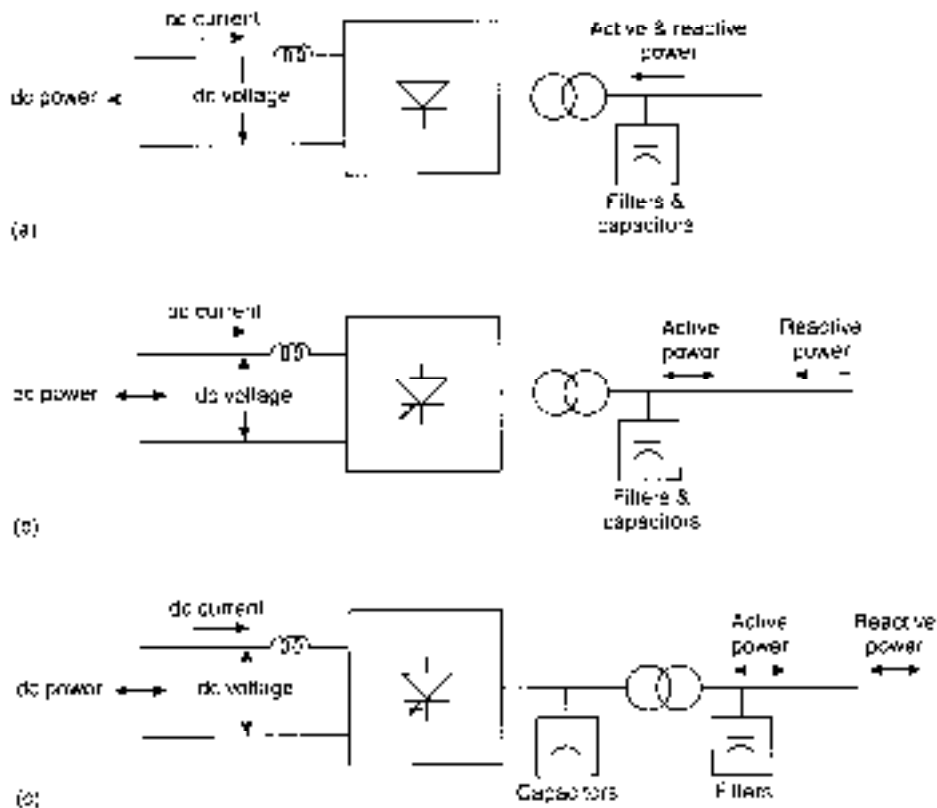 dc current
Active & reactive
power
dc power
dc voltage
Filters &
capacitors
(a)
dc current
Active
power
Reactive
power
dc power
dc voltage
Filters &
capacitors
dc current
Active
power
Reactive
power
dc power
dc voltage
Capacitors
Filters